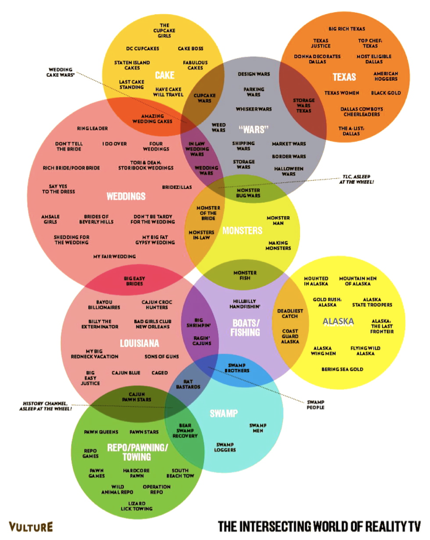 THE
CUPCAKE
GIRLS
DC CUPCAKES
CAKE BOSS
STATEN ISLAND
CAKES
FABULOUS
CAKES
CAKE
LAST CAKE
STANDING
HAVE CAKE
WILL TRAVEL
CUPCAKE
WARS
AMAZING
WEDDING CAKES
WEDDING
CAKE WARS*
BIG RICH TEXAS
TEXAS
JUSTICE
TOP CHEF:
TEXAS
DONNA DECORATES
DALLAS
MOST ELIGIBLE
DALLAS
TEXAS
AMERICAN
HOGGERS
TEXAS WOMEN
BLACK GOLD
STORAGE
WARS
TEXAS
DALLAS COWBOYS
CHEERLEADERS
THE A-LIST:
DALLAS
DESIGN WARS
PARKING
WARS
WHISKER WARS
WEED
WARS
"WARS"
IN LAW
WEDDING
WARS
SHIPPING
WARS
MARKET WARS
STORAGE
WARS
BORDER WARS
WEDDING
WARS
HALLOWEEN
WARS
MONSTER
BUG WARS
TLC, ASLEEP
AT THE WHEEL!
RING LEADER
DON'T TELL
THE BRIDE
I DO OVER
FOUR
WEDDINGS
RICH BRIDE/POOR BRIDE
TORI & DEAN:
STORIBOOK WEDDINGS
SAY YES
TO THE DRESS
WEDDINGS
BRIDEZILLAS
AMSALE
GIRLS
BRIDES OF
BEVERLY HILLS
DON'T BE TARDY
FOR THE WEDDING
SHEDDING FOR
THE WEDDING
MY BIG FAT
GYPSY WEDDING
MY FAIR WEDDING
MONSTER
OF THE
BRIDE
MONSTERS
IN LAW
MONSTERS
MONSTER
MAN
MAKING
MONSTERS
MONSTER
FISH
BIG EASY
BRIDES
BAYOU
BILLIONAIRES
CAJUN CROC
HUNTERS
BILLY THE
EXTERMINATOR
BAD GIRLS CLUB
NEW ORLEANS
LOUISIANA
MY BIG
REDNECK VACATION
SONS OF GUNS
BIG
EASY
JUSTICE
CAJUN BLUE
CAGED
BIG
SHRIMPIN'
RAGIN'
CAJUNS
HILLBILLY
HANDFISHIN'
BOATS/
FISHING
DEADLIEST
CATCH
COAST
GUARD
ALASKA
MOUNTED
IN ALASKA
MOUNTAIN MEN
OF ALASKA
GOLD RUSH:
ALASKA
ALASKA
STATE TROOPERS
ALASKA
ALASKA:
THE LAST
FRONTIER
ALASKA
WING MEN
FLYING WILD
ALASKA
BERING SEA GOLD
SWAMP
BROTHERS
RAT
BASTARDS
SWAMP
PEOPLE
SWAMP
SWAMP
MEN
SWAMP
LOGGERS
HISTORY CHANNEL,
ASLEEP AT THE WHEEL!
CAJUN
PAWN STARS
BEAR
SWAMP
RECOVERY
PAWN QUEENS
PAWN STARS
REPO/PAWNING/
TOWING
REPO
GAMES
PAWN
GAMES
HARDCORE
PAWN
SOUTH
BEACH TOW
WILD
ANIMAL REPO
OPERATION
REPO
LIZARD
LICK TOWING
VULTURE
THE INTERSECTING WORLD OF REALITY TV